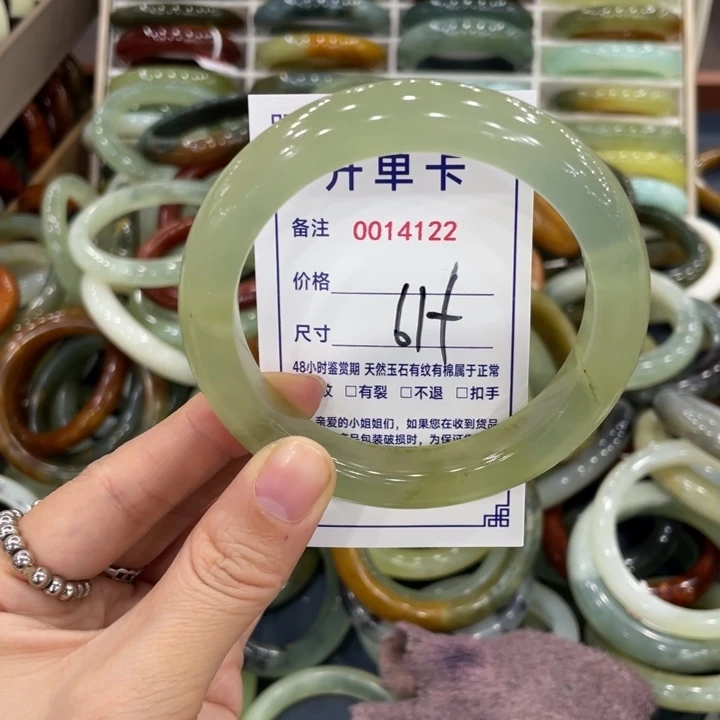 开单卡
备注 0014122
价格
尺寸 61+
48小时鉴赏期 天然玉石有纹有棉属于正常
纹 □有裂 □不退 □扣手
亲爱的小姐姐们，如果您在收到货品
产品包装破损时，为保证